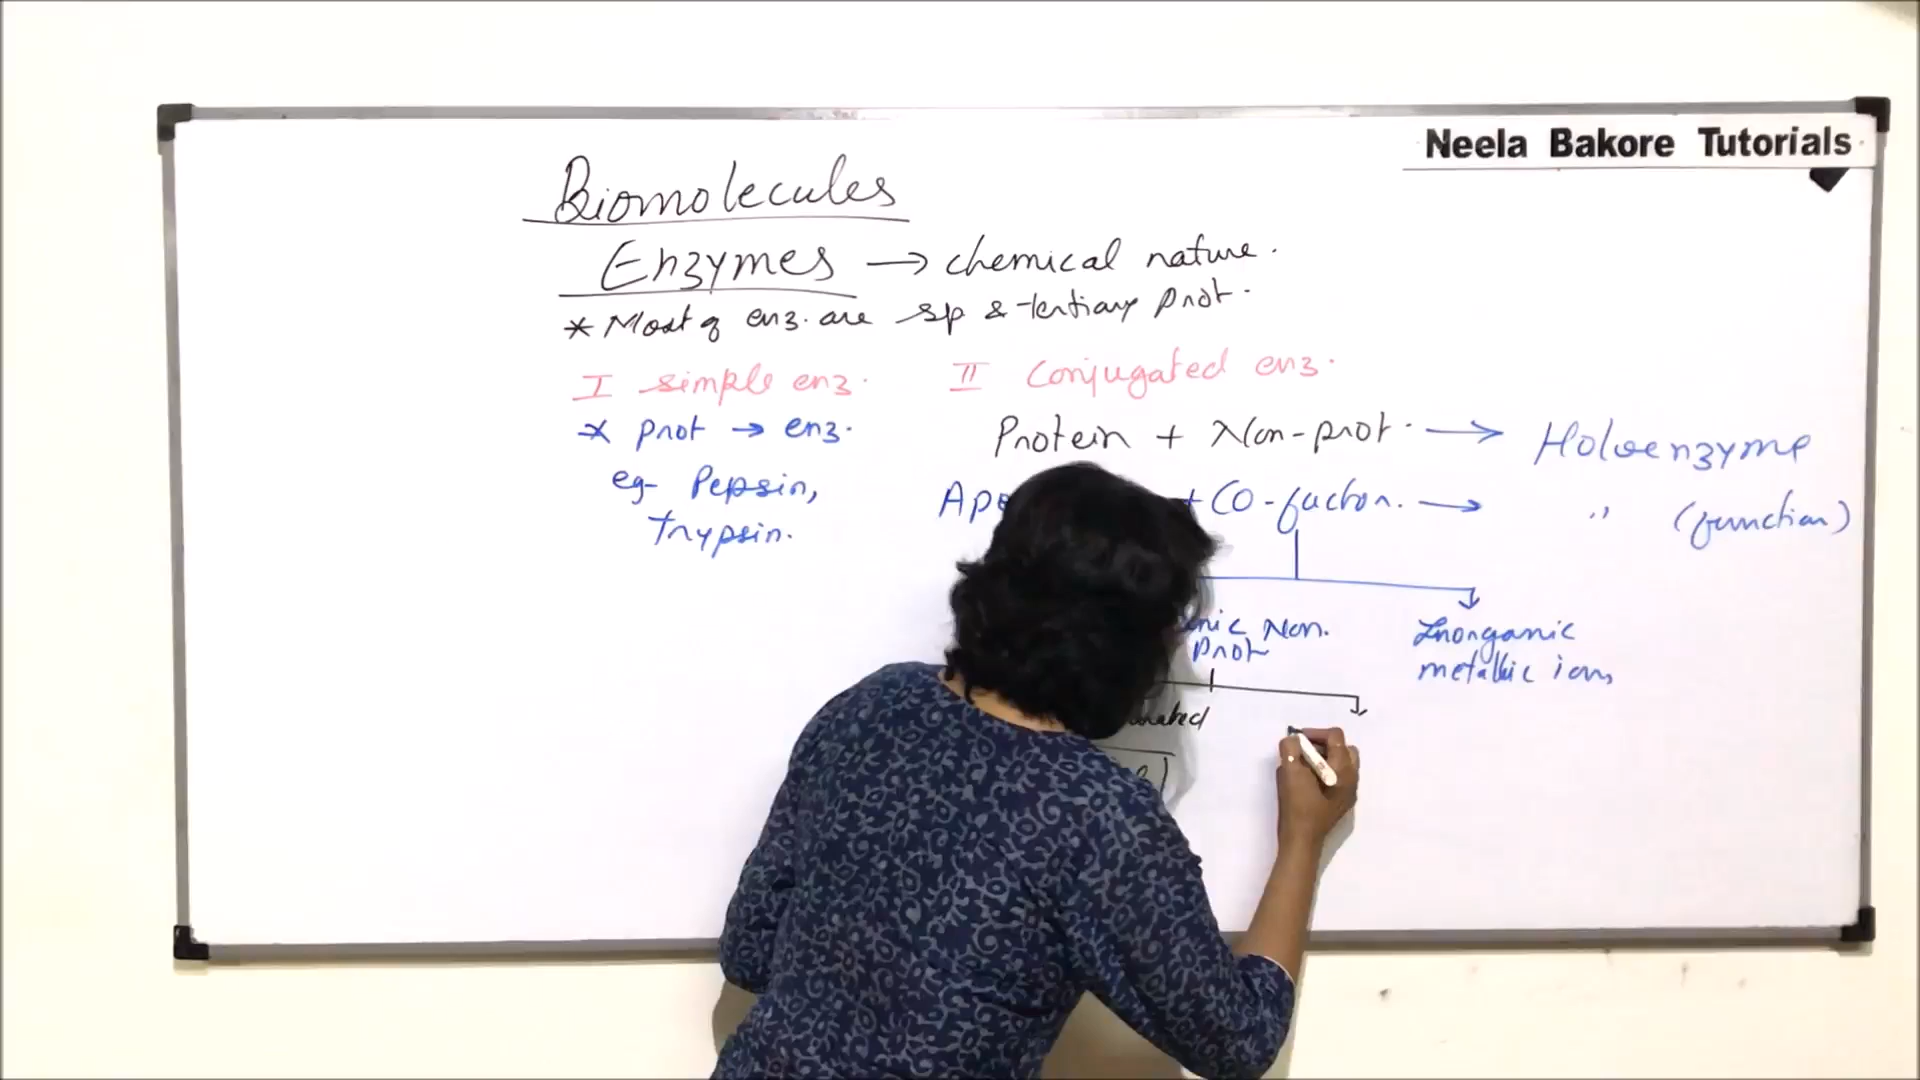 Neela Bakore Tutorials
Biomolecules
Enzymes → chemical nature.
* Most of enz. are sp & tertiary prot.
I simple enz. II Conjugated enz.
* prot → enz. Protein + Non-prot. → Holoenzyme
eg- Pepsin, + Co-factor. → " (function)
Trypsin.
Non. Inorganic
Prot metallic ions